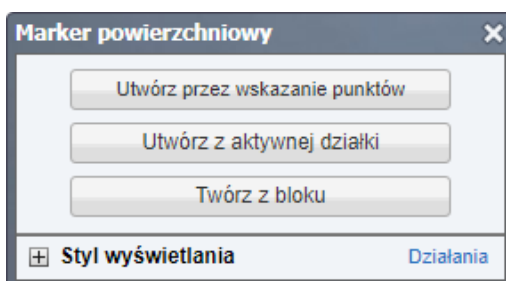 Marker powierzchniowy
Utwórz przez wskazanie punktów
Utwórz z aktywnej działki
Twórz z bloku
Styl wyświetlania Działania